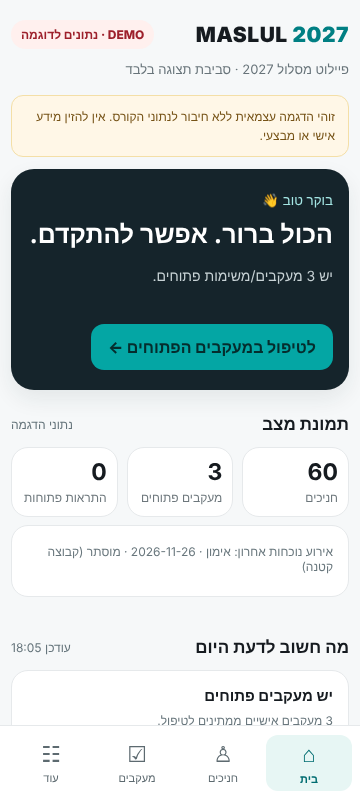 MASLUL 2027
DEMO · נתונים לדוגמה
פיילוט מסלול 2027 · סביבת תצוגה בלבד
זוהי הדגמה עצמאית ללא חיבור לנתוני הקורס. אין להזין מידע
אישי או מבצעי.
בוקר טוב 👋
הכול ברור. אפשר להתקדם.
יש 3 מעקבים/משימות פתוחים.
לטיפול במעקבים הפתוחים ←
תמונת מצב
נתוני הדגמה
60
חניכים
3
מעקבים פתוחים
0
התראות פתוחות
אירוע נוכחות אחרון: אימון · 2026-11-26 · מוסתר (קבוצה
קטנה)
מה חשוב לדעת היום
עודכן 18:05
יש מעקבים פתוחים
3 מעקבים אישיים ממתינים לטיפול.
בית
חניכים
מעקבים
עוד